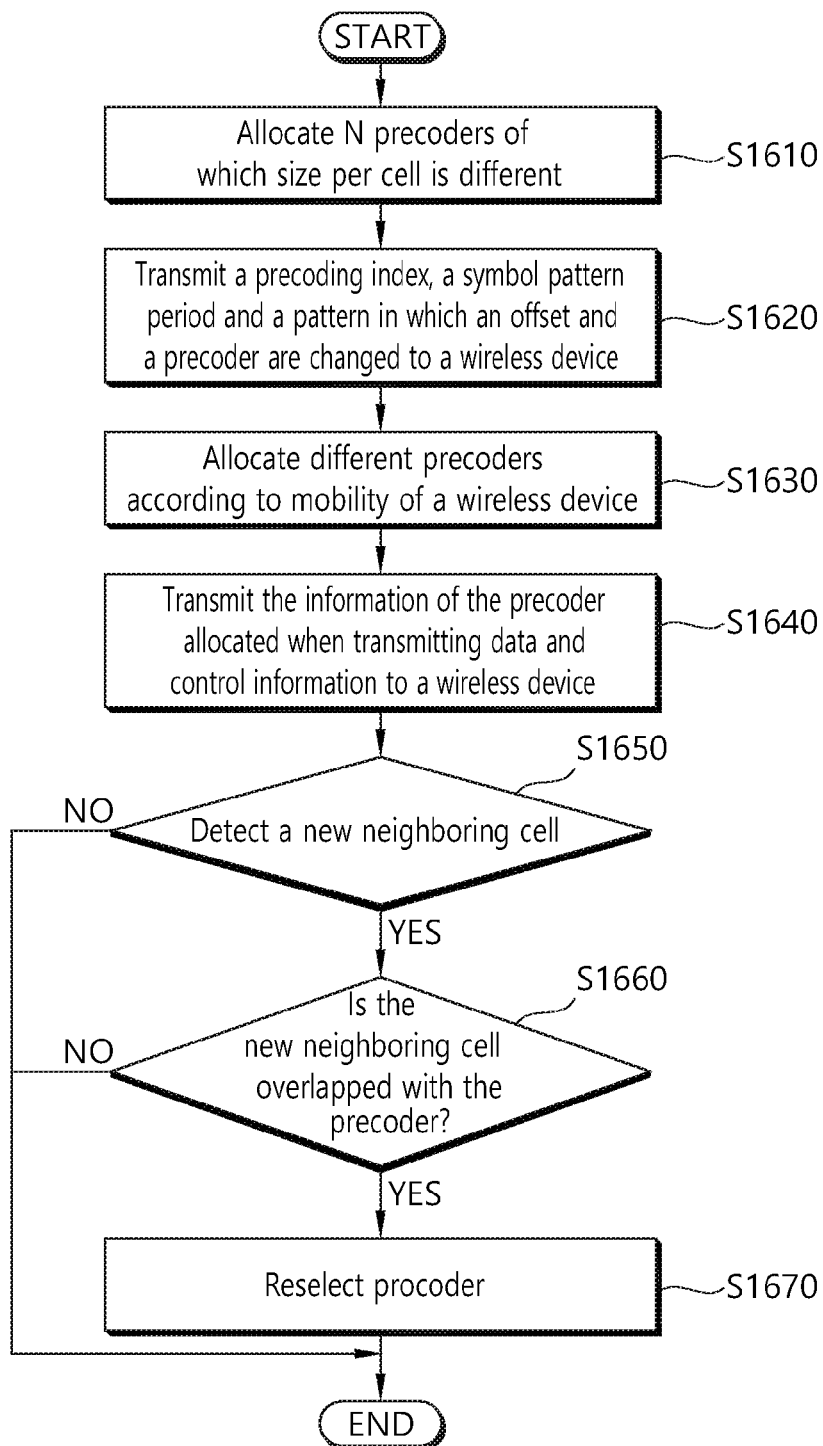 START
Allocate N precoders of
which size per cell is different
S1610
Transmit a precoding index, a symbol pattern
period and a pattern in which an offset and
a precoder are changed to a wireless device
S1620
Allocate different precoders
according to mobility of a wireless device
S1630
Transmit the information of the precoder
allocated when transmitting data and
control information to a wireless device
S1640
S1650
NO
Detect a new neighboring cell
YES
S1660
Is the
NO
new neighboring cell
overlapped with the
precoder?
YES
Reselect procoder
S1670
END